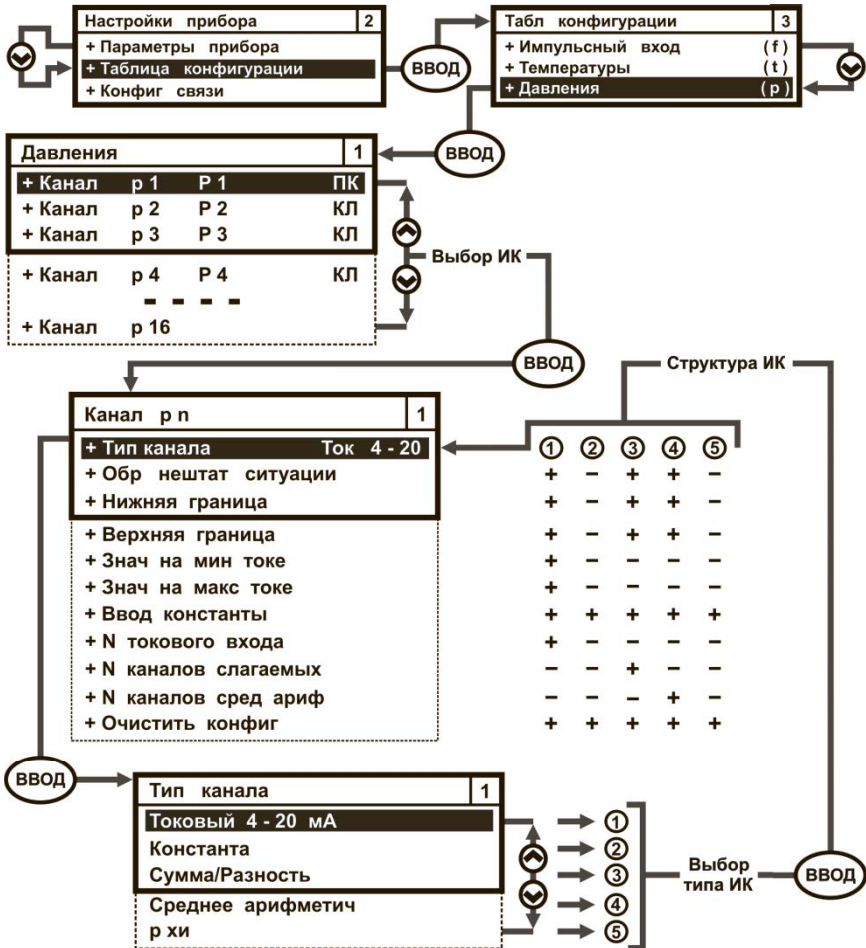 Настройки прибора 2
+ Параметры прибора
+ Таблица конфигурации
+ Конфиг связи
ВВОД
Табл конфигурации 3
+ Импульсный вход (f)
+ Температуры (t)
+ Давления (p)
ВВОД
Давления 1
+ Канал p 1 P 1 ПК
+ Канал p 2 P 2 КЛ
+ Канал p 3 P 3 КЛ
+ Канал p 4 P 4 КЛ
- - - -
+ Канал p 16
Выбор ИК
ВВОД
Структура ИК
Канал p n 1
+ Тип канала Ток 4 - 20 ① ② ③ ④ ⑤
+ Обр нештат ситуации + – + + –
+ Нижняя граница + – + + –
+ Верхняя граница + – + + –
+ Знач на мин токе + – – – –
+ Знач на макс токе + – – – –
+ Ввод константы + + + + +
+ N токового входа + – – – –
+ N каналов слагаемых – – + – –
+ N каналов сред ариф – – – + –
+ Очистить конфиг + + + + +
ВВОД
Тип канала 1
Токовый 4 - 20 мА ①
Константа ②
Сумма/Разность ③
Среднее арифметич ④
р хи ⑤
Выбор
типа ИК
ВВОД